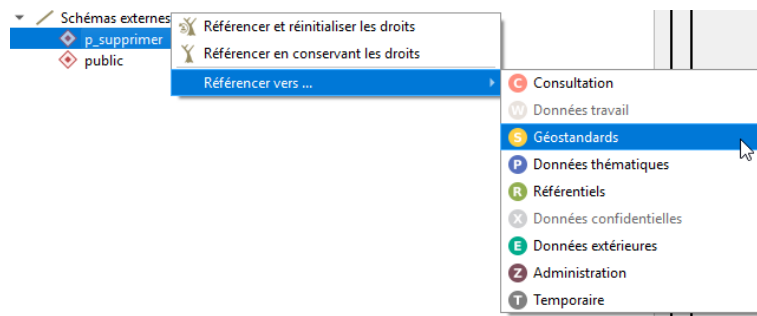 Schémas externes
p_supprimer
public
Référencer et réinitialiser les droits
Référencer en conservant les droits
Référencer vers ...
C Consultation
W Données travail
S Géostandards
P Données thématiques
R Référentiels
X Données confidentielles
E Données extérieures
Z Administration
T Temporaire